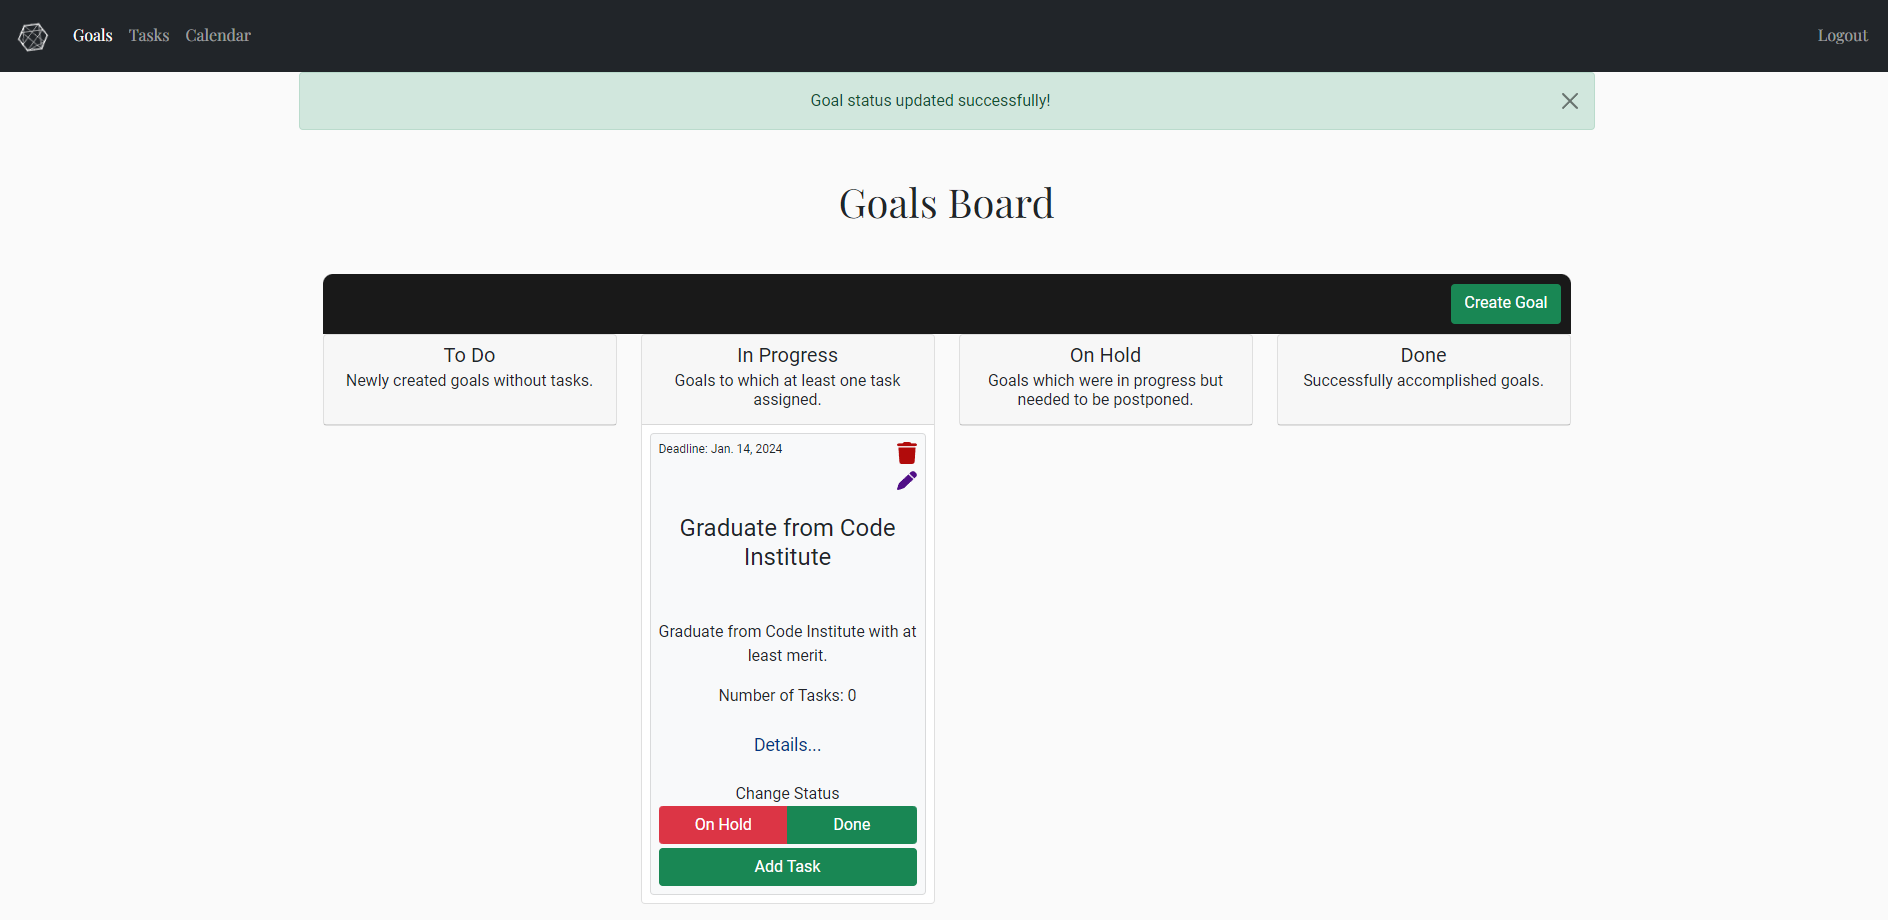 Goals Tasks Calendar Logout
Goal status updated successfully!
Goals Board
Create Goal
To Do
Newly created goals without tasks.
In Progress
Goals to which at least one task
assigned.
On Hold
Goals which were in progress but
needed to be postponed.
Done
Successfully accomplished goals.
Deadline: Jan. 14, 2024
Graduate from Code
Institute
Graduate from Code Institute with at
least merit.
Number of Tasks: 0
Details...
Change Status
On Hold Done
Add Task